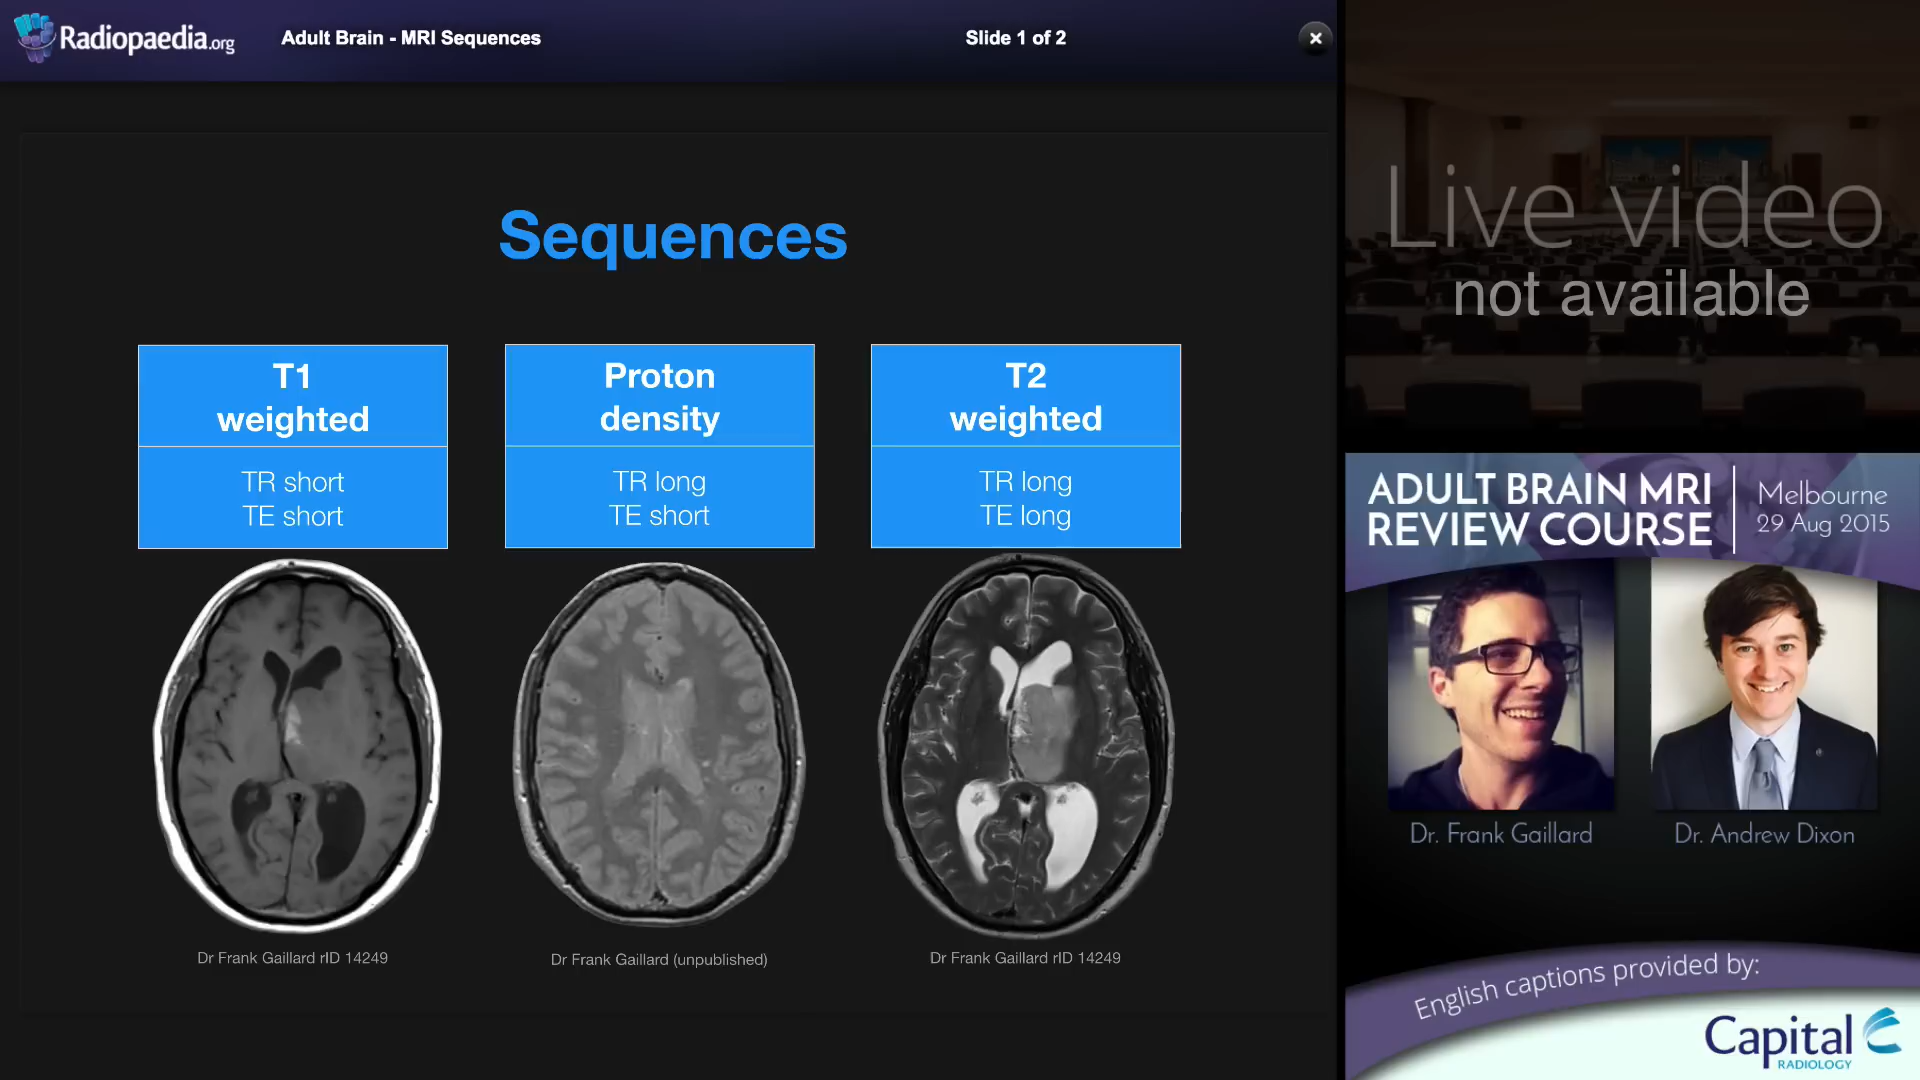 Radiopaedia.org
Adult Brain - MRI Sequences
Slide 1 of 2
Sequences
T1
weighted
TR short
TE short
Proton
density
TR long
TE short
T2
weighted
TR long
TE long
Dr Frank Gaillard rID 14249
Dr Frank Gaillard (unpublished)
Dr Frank Gaillard rID 14249
Live video
not available
ADULT BRAIN MRI
REVIEW COURSE
Melbourne
29 Aug 2015
Dr. Frank Gaillard
Dr. Andrew Dixon
English captions provided by:
Capital
RADIOLOGY